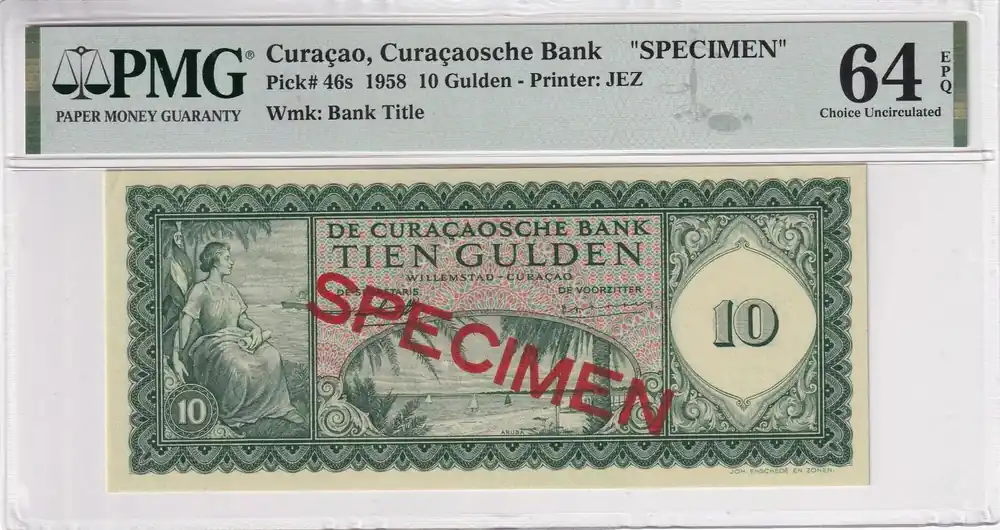 PMG®
PAPER MONEY GUARANTY
Curaçao, Curaçaosche Bank "SPECIMEN"
Pick# 46s 1958 10 Gulden - Printer: JEZ
Wmk: Bank Title
64
EPQ
Choice Uncirculated
DE CURAÇAOSCHE BANK
TIEN GULDEN
WILLEMSTAD-CURAÇAO
DE VOORZITTER
SPECIMEN
10
10
ARUBA
JOH. ENSCHEDÉ EN ZONEN.